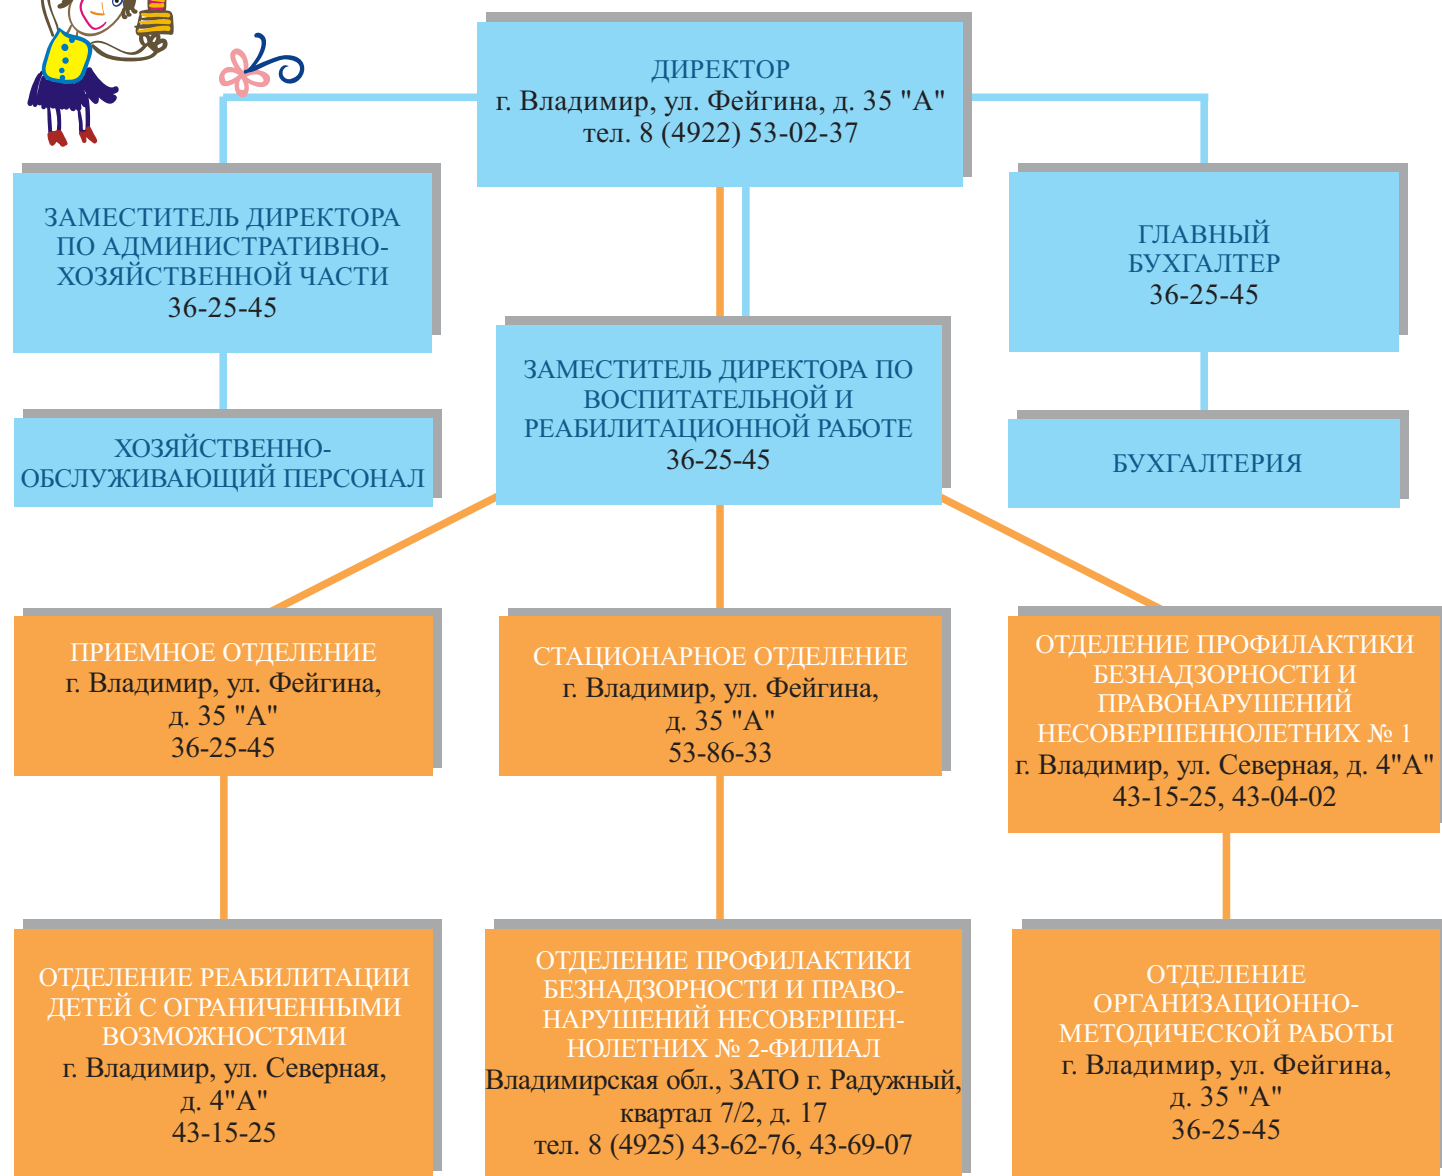 ДИРЕКТОР
г. Владимир, ул. Фейгина, д. 35 "А"
тел. 8 (4922) 53-02-37
ЗАМЕСТИТЕЛЬ ДИРЕКТОРА
ПО АДМИНИСТРАТИВНО-
ХОЗЯЙСТВЕННОЙ ЧАСТИ
36-25-45
ГЛАВНЫЙ
БУХГАЛТЕР
36-25-45
ЗАМЕСТИТЕЛЬ ДИРЕКТОРА ПО
ВОСПИТАТЕЛЬНОЙ И
РЕАБИЛИТАЦИОННОЙ РАБОТЕ
36-25-45
ХОЗЯЙСТВЕННО-
ОБСЛУЖИВАЮЩИЙ ПЕРСОНАЛ
БУХГАЛТЕРИЯ
ПРИЕМНОЕ ОТДЕЛЕНИЕ
г. Владимир, ул. Фейгина,
д. 35 "А"
36-25-45
СТАЦИОНАРНОЕ ОТДЕЛЕНИЕ
г. Владимир, ул. Фейгина,
д. 35 "А"
53-86-33
ОТДЕЛЕНИЕ ПРОФИЛАКТИКИ
БЕЗНАДЗОРНОСТИ И
ПРАВОНАРУШЕНИЙ
НЕСОВЕРШЕННОЛЕТНИХ № 1
г. Владимир, ул. Северная, д. 4"А"
43-15-25, 43-04-02
ОТДЕЛЕНИЕ РЕАБИЛИТАЦИИ
ДЕТЕЙ С ОГРАНИЧЕННЫМИ
ВОЗМОЖНОСТЯМИ
г. Владимир, ул. Северная,
д. 4"А"
43-15-25
ОТДЕЛЕНИЕ ПРОФИЛАКТИКИ
БЕЗНАДЗОРНОСТИ И ПРАВО-
НАРУШЕНИЙ НЕСОВЕРШЕН-
НОЛЕТНИХ № 2-ФИЛИАЛ
Владимирская обл., ЗАТО г. Радужный,
квартал 7/2, д. 17
тел. 8 (4925) 43-62-76, 43-69-07
ОТДЕЛЕНИЕ
ОРГАНИЗАЦИОННО-
МЕТОДИЧЕСКОЙ РАБОТЫ
г. Владимир, ул. Фейгина,
д. 35 "А"
36-25-45